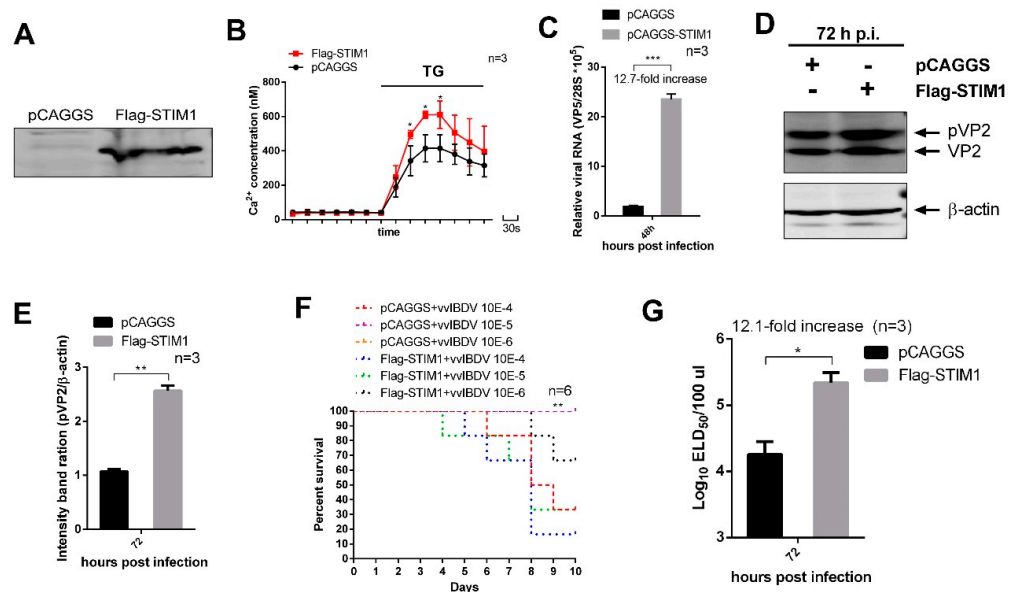 A
pCAGGS Flag-STIM1
B
Flag-STIM1
pCAGGS
n=3
TG
Ca2+ concentration (nM)
800
600
400
200
0
* * *
time
30s
C
pCAGGS
pCAGGS-STIM1
n=3
***
12.7-fold increase
Relative viral RNA (VP5/28S *10⁵)
30
20
10
0
48h
hours post infection
D
72 h p.i.
+ - pCAGGS
- + Flag-STIM1
pVP2
VP2
β-actin
E
pCAGGS
Flag-STIM1
n=3
**
Intensity band ration (pVP2/β-actin)
3
2
1
0
72
hours post infection
F
pCAGGS+vvIBDV 10E-4
pCAGGS+vvIBDV 10E-5
pCAGGS+vvIBDV 10E-6
Flag-STIM1+vvIBDV 10E-4
Flag-STIM1+vvIBDV 10E-5
Flag-STIM1+vvIBDV 10E-6
n=6
**
Percent survival
100
90
80
70
60
50
40
30
20
10
0
0 1 2 3 4 5 6 7 8 9 10
Days
G
12.1-fold increase (n=3)
*
pCAGGS
Flag-STIM1
Log₁₀ ELD₅₀/100 ul
6
5
4
3
72
hours post infection